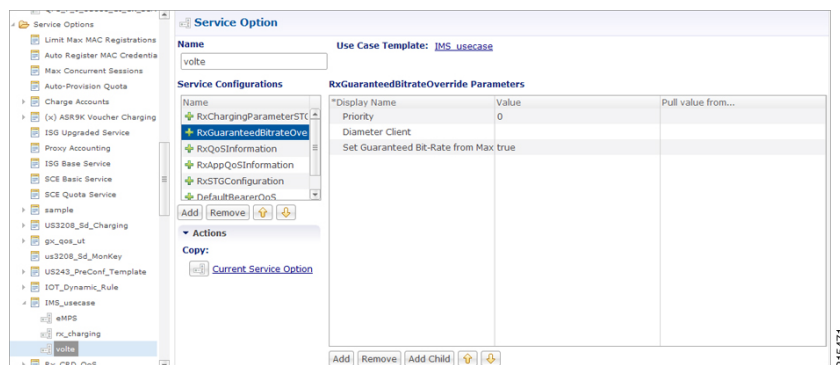 Service Options
Limit Max MAC Registrations
Auto Register MAC Credentia
Max Concurrent Sessions
Auto-Provision Quota
Charge Accounts
(x) ASR9K Voucher Charging
ISG Upgraded Service
Proxy Accounting
ISG Base Service
SCE Basic Service
SCE Quota Service
sample
US3208_Sd_Charging
gx_qos_ut
us3208_Sd_MonKey
US243_PreConf_Template
IOT_Dynamic_Rule
IMS_usecase
eMPS
rx_charging
volte
Service Option
Name
volte
Use Case Template: IMS_usecase
Service Configurations
Name
RxChargingParameterSTG
RxGuaranteedBitrateOve
RxQoSInformation
RxAppQoSInformation
RxSTGConfiguration
DefaultBearerQoS
Add Remove
Actions
Copy:
Current Service Option
RxGuaranteedBitrateOverride Parameters
*Display Name Value Pull value from...
Priority 0
Diameter Client
Set Guaranteed Bit-Rate from Max true
Add Remove Add Child